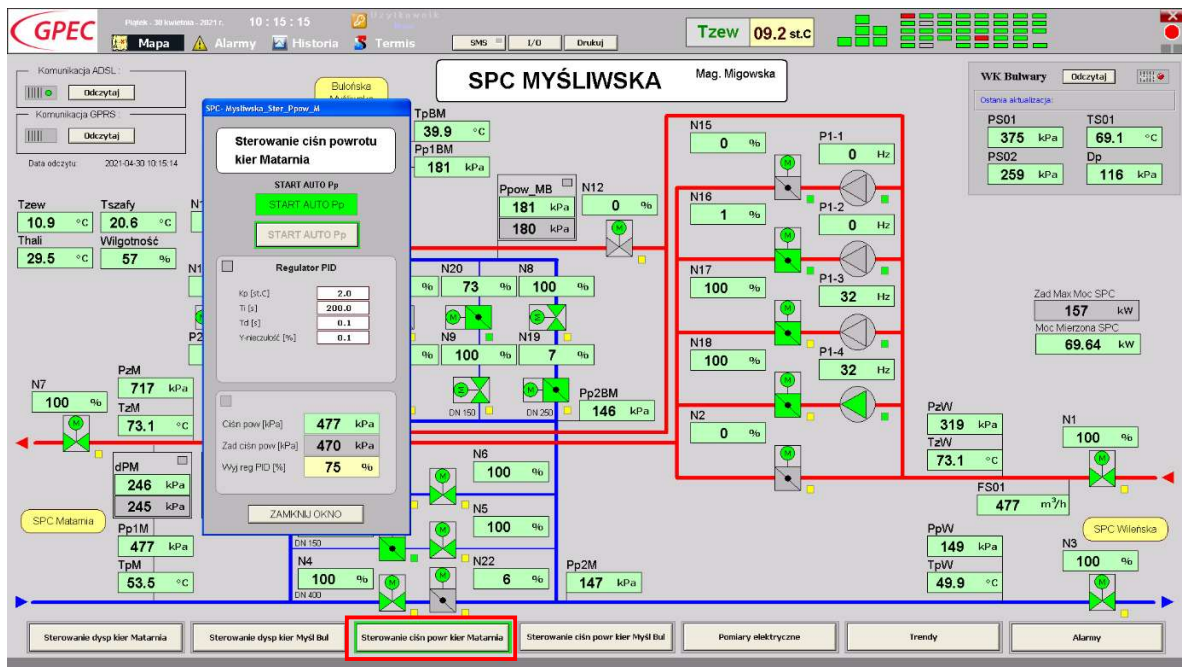 GPEC
Piątek - 30 kwietnia - 2021 r.
10 : 15 : 15
Użytkownik
Mapa
Alarmy
Historia
Termis
SMS
I/0
Drukuj
Tzew 09.2 st.C
Komunikacja ADSL :
Odczytaj
Komunikacja GPRS :
Odczytaj
Data odczytu: 2021-04-30 10:15:14
Bulońska
SPC MYŚLIWSKA
Mag. Migowska
WK Bulwary
Odczytaj
Ostania aktualizacja:
PS01
375 kPa
TS01
69.1 °C
PS02
259 kPa
Dp
116 kPa
SPC- Mysliwska_Ster_Ppow_M
Sterowanie ciśn powrotu
kier Matarnia
START AUTO Pp
START AUTO Pp
START AUTO Pp
Regulator PID
Kp [st.C] 2.0
Ti [s] 200.0
Td [s] 0.1
Y-nieczułość [%] 0.1
Ciśn pow [kPa] 477 kPa
Zad ciśn pow [kPa] 470 kPa
Wyj reg PID [%] 75 %
ZAMKNIJ OKNO
TpBM
39.9 °C
Pp1BM
181 kPa
Ppow_MB
181 kPa
180 kPa
N12
0 %
N15
0 %
P1-1
0 Hz
N16
1 %
P1-2
0 Hz
N17
100 %
P1-3
32 Hz
N18
100 %
P1-4
32 Hz
N2
0 %
Tzew
10.9 °C
Tszafy
20.6 °C
Thali
29.5 °C
Wilgotność
57 %
N20
% 73 %
N8
100 %
N9
% 100 %
N19
7 %
DN 150
DN 250
Pp2BM
146 kPa
Zad Max Moc SPC
157 kW
Moc Mierzona SPC
69.64 kW
PzM
717 kPa
N7
100 %
TzM
73.1 °C
dPM
246 kPa
245 kPa
SPC Matarnia
Pp1M
477 kPa
TpM
53.5 °C
N6
100 %
N5
100 %
DN 150
N4
100 %
DN 400
N22
6 %
Pp2M
147 kPa
PzW
319 kPa
TzW
73.1 °C
N1
100 %
FS01
477 m³/h
PpW
149 kPa
TpW
49.9 °C
SPC Wileńska
N3
100 %
Sterowanie dysp kier Matarnia
Sterowanie dysp kier Myśl Bul
Sterowanie ciśn powr kier Matarnia
Sterowanie ciśn powr kier Myśl Bul
Pomiary elektryczne
Trendy
Alarmy